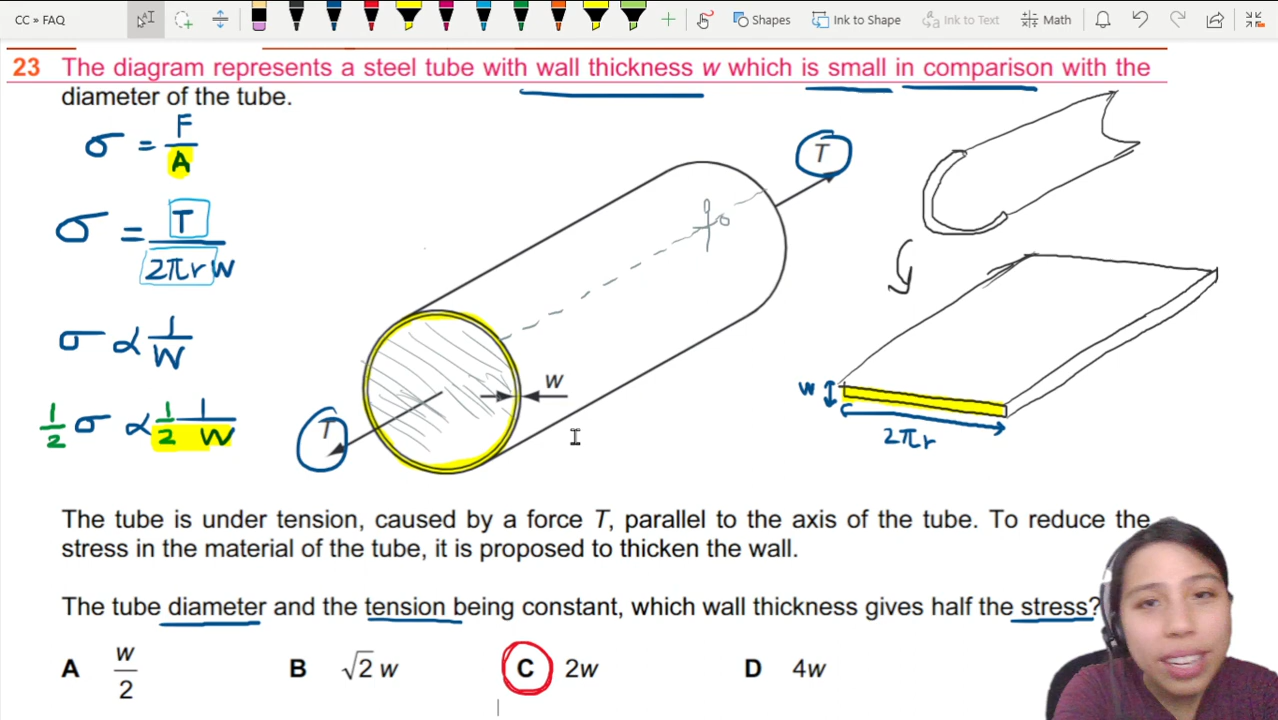 CC » FAQ
Shapes
Ink to Shape
Ink to Text
Math
23 The diagram represents a steel tube with wall thickness w which is small in comparison with the
diameter of the tube.
σ = F/A
σ = T/2πrw
σ ∝ 1/w
1/2 σ ∝ 1/2 1/w
T
w
T
w
2πr
The tube is under tension, caused by a force T, parallel to the axis of the tube. To reduce the
stress in the material of the tube, it is proposed to thicken the wall.
The tube diameter and the tension being constant, which wall thickness gives half the stress?
A w/2 B √2 w C 2w D 4w